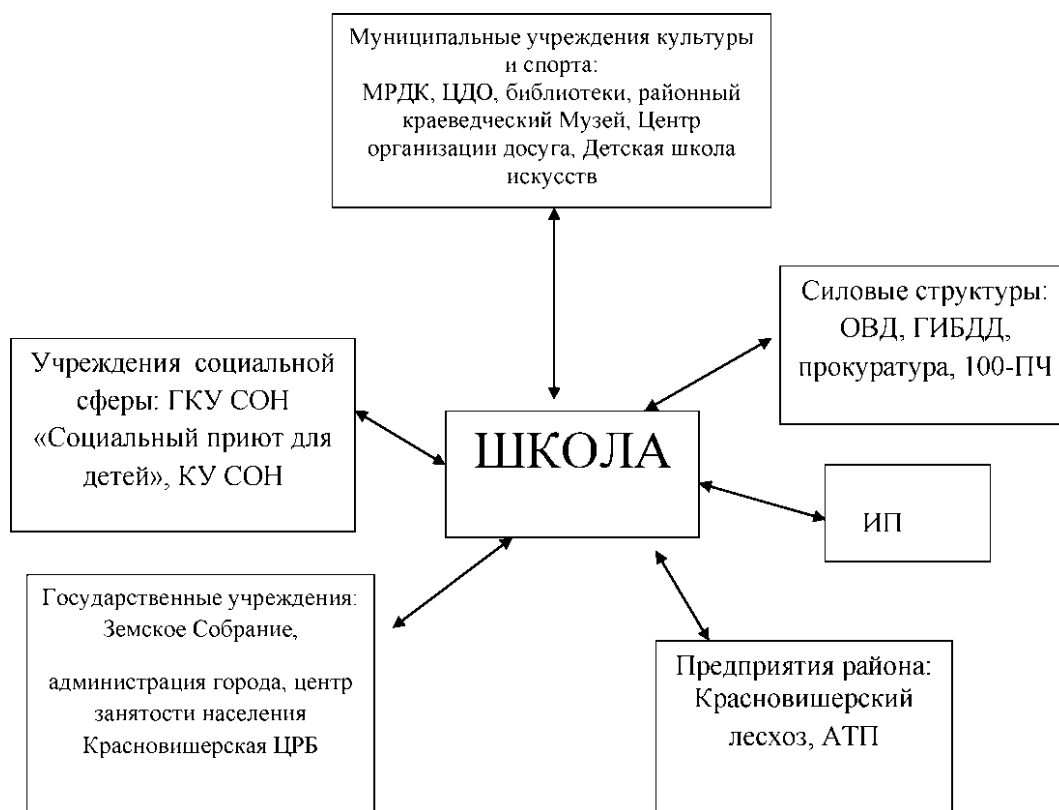 Муниципальные учреждения культуры
и спорта:
МРДК, ЦДО, библиотеки, районный
краеведческий Музей, Центр
организации досуга, Детская школа
искусств
Силовые структуры:
ОВД, ГИБДД,
прокуратура, 100-ПЧ
Учреждения социальной
сферы: ГКУ СОН
«Социальный приют для
детей», КУ СОН
ШКОЛА
ИП
Государственные учреждения:
Земское Собрание,
администрация города, центр
занятости населения
Красновишерская ЦРБ
Предприятия района:
Красновишерский
лесхоз, АТП